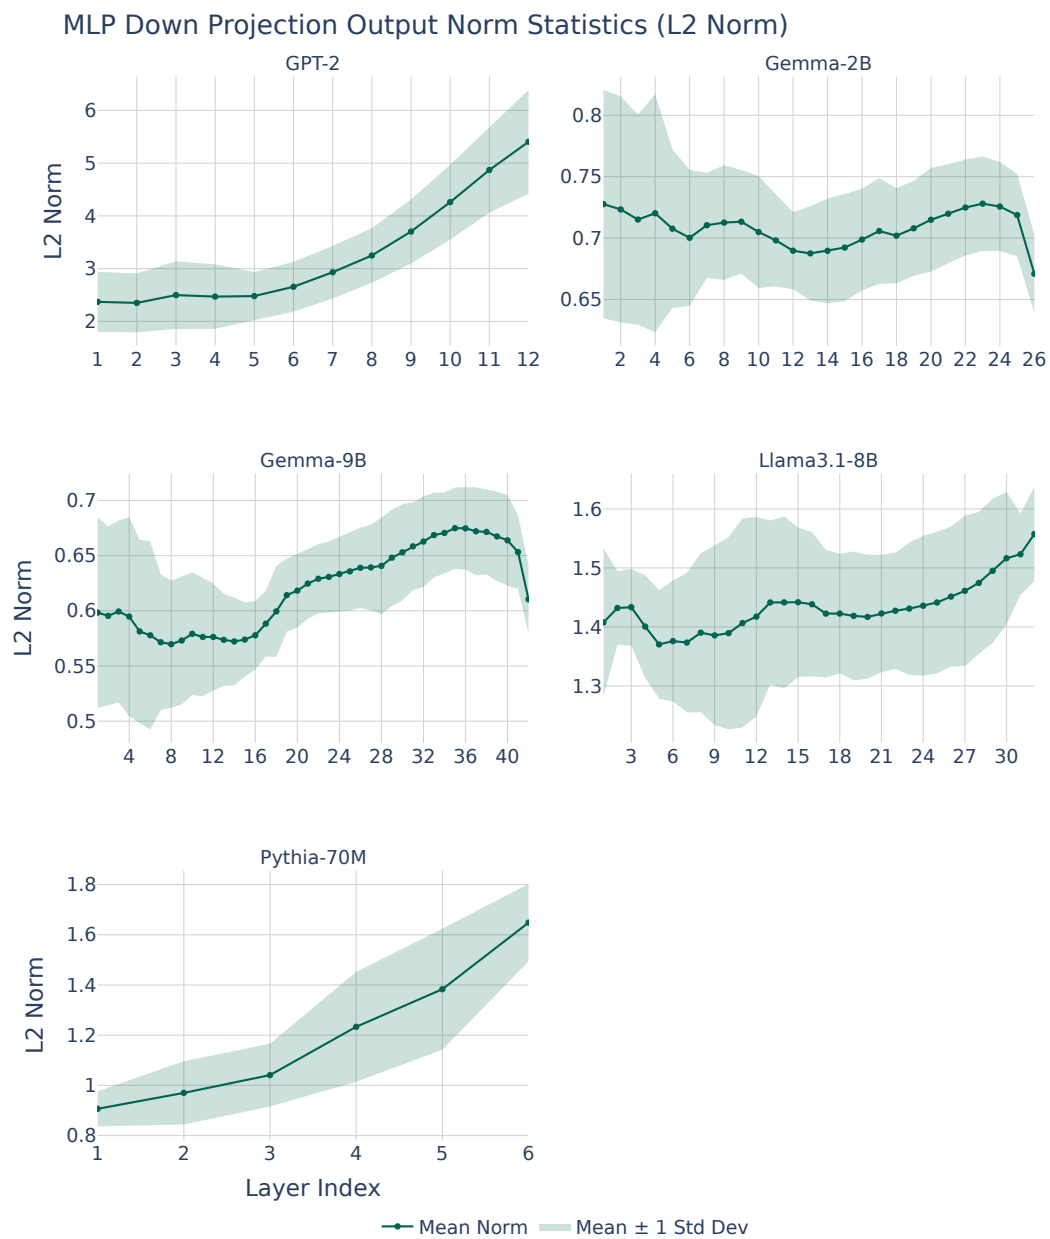 MLP Down Projection Output Norm Statistics (L2 Norm)
GPT-2
Gemma-2B
L2 Norm
6
5
4
3
2
1 2 3 4 5 6 7 8 9 10 11 12
0.8
0.75
0.7
0.65
2 4 6 8 10 12 14 16 18 20 22 24 26
Gemma-9B
Llama3.1-8B
L2 Norm
0.7
0.65
0.6
0.55
0.5
4 8 12 16 20 24 28 32 36 40
1.6
1.5
1.4
1.3
3 6 9 12 15 18 21 24 27 30
Pythia-70M
L2 Norm
1.8
1.6
1.4
1.2
1
0.8
1 2 3 4 5 6
Layer Index
Mean Norm Mean ± 1 Std Dev